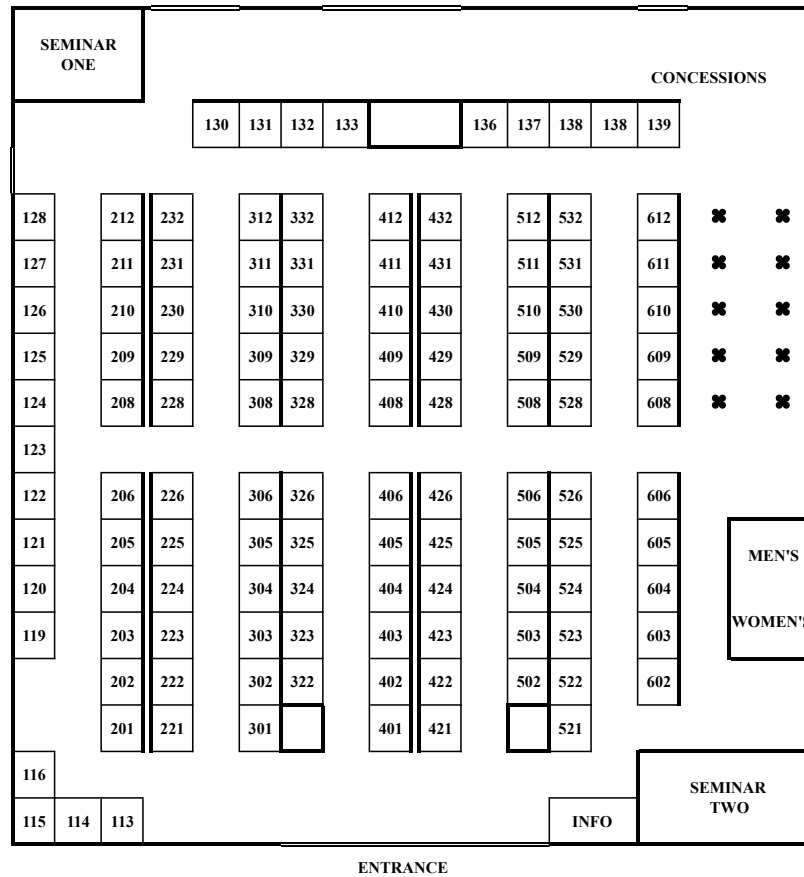 SEMINAR
ONE
CONCESSIONS
130 131 132 133 136 137 138 138 139
128 212 232 312 332 412 432 512 532 612
127 211 231 311 331 411 431 511 531 611
126 210 230 310 330 410 430 510 530 610
125 209 229 309 329 409 429 509 529 609
124 208 228 308 328 408 428 508 528 608
123
122 206 226 306 326 406 426 506 526 606
121 205 225 305 325 405 425 505 525 605 MEN'S
120 204 224 304 324 404 424 504 524 604
119 203 223 303 323 403 423 503 523 603 WOMEN'S
202 222 302 322 402 422 502 522 602
201 221 301 401 421 521
116
SEMINAR
TWO
115 114 113 INFO
ENTRANCE